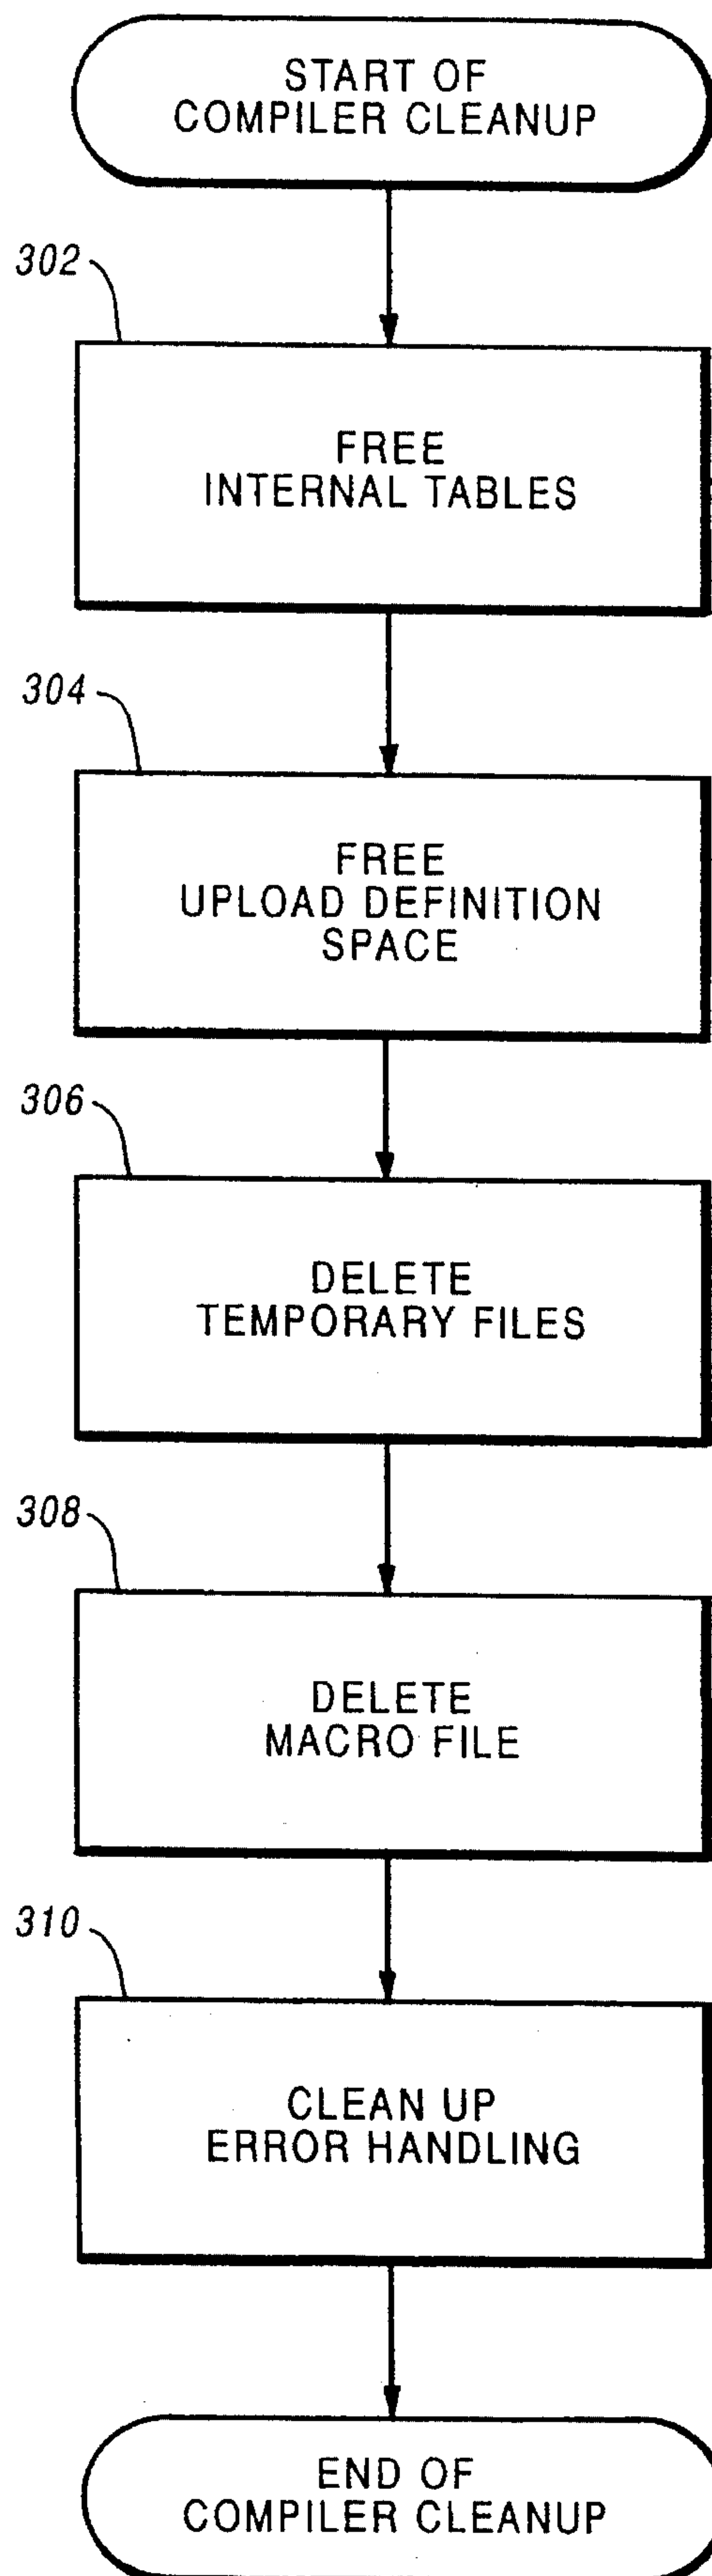 START OF
COMPILER CLEANUP
302
FREE
INTERNAL TABLES
304
FREE
UPLOAD DEFINITION
SPACE
306
DELETE
TEMPORARY FILES
308
DELETE
MACRO FILE
310
CLEAN UP
ERROR HANDLING
END OF
COMPILER CLEANUP